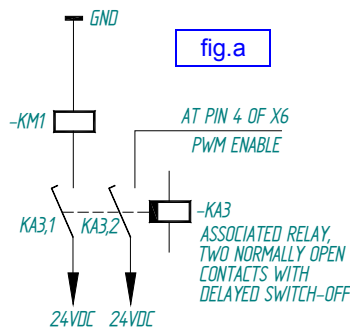 GND
fig.a
-KM1
AT PIN 4 OF X6
PWM ENABLE
KA3,1
KA3,2
-KA3
ASSOCIATED RELAY,
TWO NORMALLY OPEN
CONTACTS WITH
DELAYED SWITCH-OFF
24VDC
24VDC